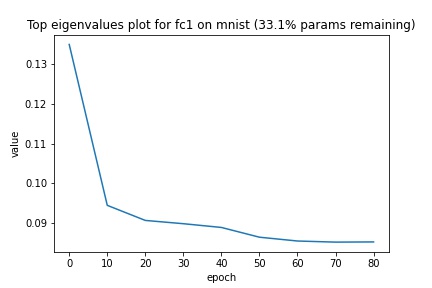 Top eigenvalues plot for fc1 on mnist (33.1% params remaining)
0.13
0.12
0.11
0.10
0.09
value
0 10 20 30 40 50 60 70 80
epoch